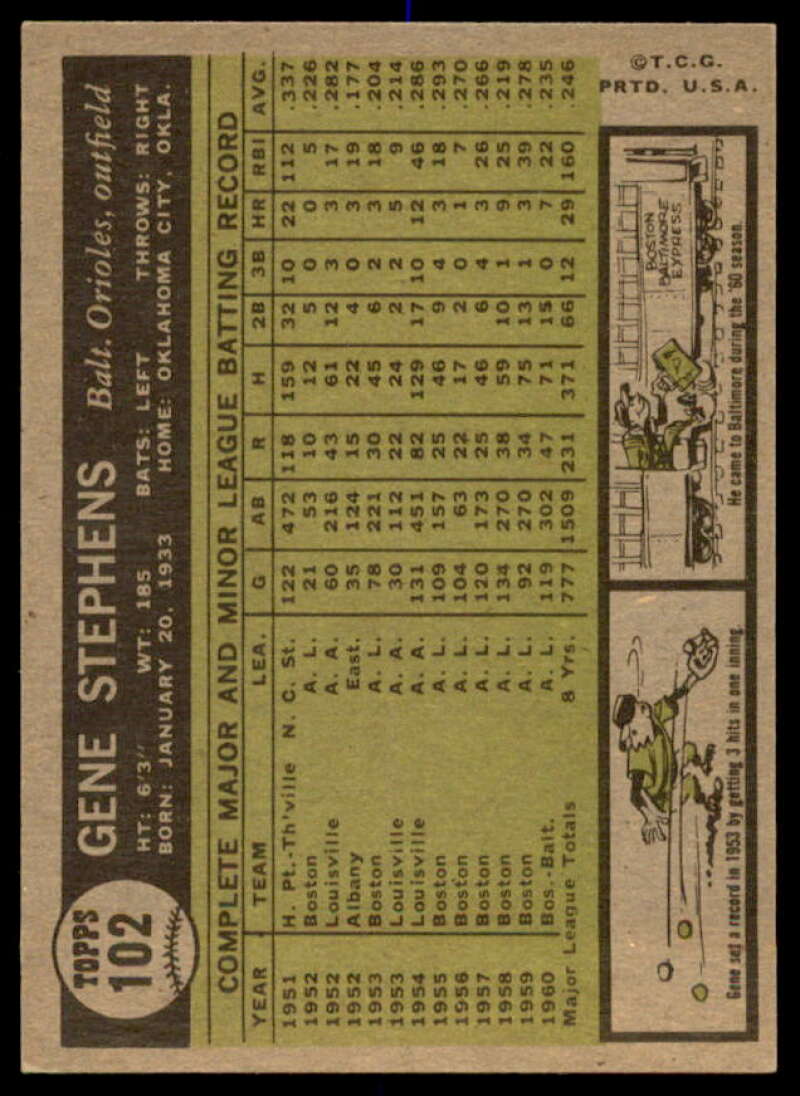 TOPPS
102
GENE STEPHENS Balt. Orioles, outfield
HT: 6'3" WT: 185 BATS: LEFT THROWS: RIGHT
BORN: JANUARY 20, 1933 HOME: OKLAHOMA CITY, OKLA.
COMPLETE MAJOR AND MINOR LEAGUE BATTING RECORD
YEAR TEAM LEA. G AB R H 2B 3B HR RBI AVG.
1951 H. Pt.-Th'ville N. C. St. 122 472 118 159 32 10 22 112 .337
1952 Boston A. L. 21 53 10 12 5 0 0 5 .226
1952 Louisville A. A. 60 216 43 61 12 3 3 17 .282
1952 Albany East. 35 124 15 22 4 0 3 19 .177
1953 Boston A. L. 78 221 30 45 6 2 3 18 .204
1953 Louisville A. A. 30 112 22 24 2 2 5 9 .214
1954 Louisville A. A. 131 451 82 129 17 10 12 46 .286
1955 Boston A. L. 109 157 25 46 9 4 3 18 .293
1956 Boston A. L. 104 63 22 17 2 0 1 7 .270
1957 Boston A. L. 120 173 25 46 6 4 3 26 .266
1958 Boston A. L. 134 270 38 59 10 1 9 25 .219
1959 Boston A. L. 92 270 34 75 13 1 3 39 .278
1960 Bos.-Balt. A. L. 119 302 47 71 15 0 7 22 .235
Major League Totals 8 Yrs. 777 1509 231 371 66 12 29 160 .246
Gene set a record in 1953 by getting 3 hits in one inning.
BOSTON
BALTIMORE
EXPRESS
He came to Baltimore during the '60 season.
©T.C.G.
PRTD. U.S.A.